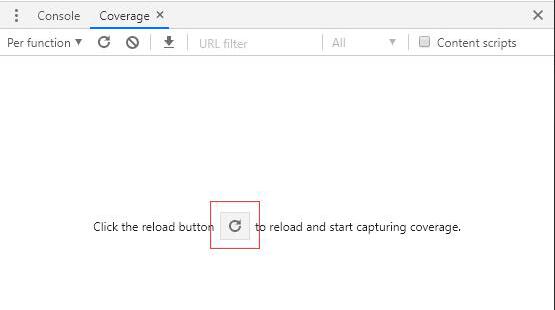 Console Coverage
Per function URL filter All Content scripts
Click the reload button to reload and start capturing coverage.